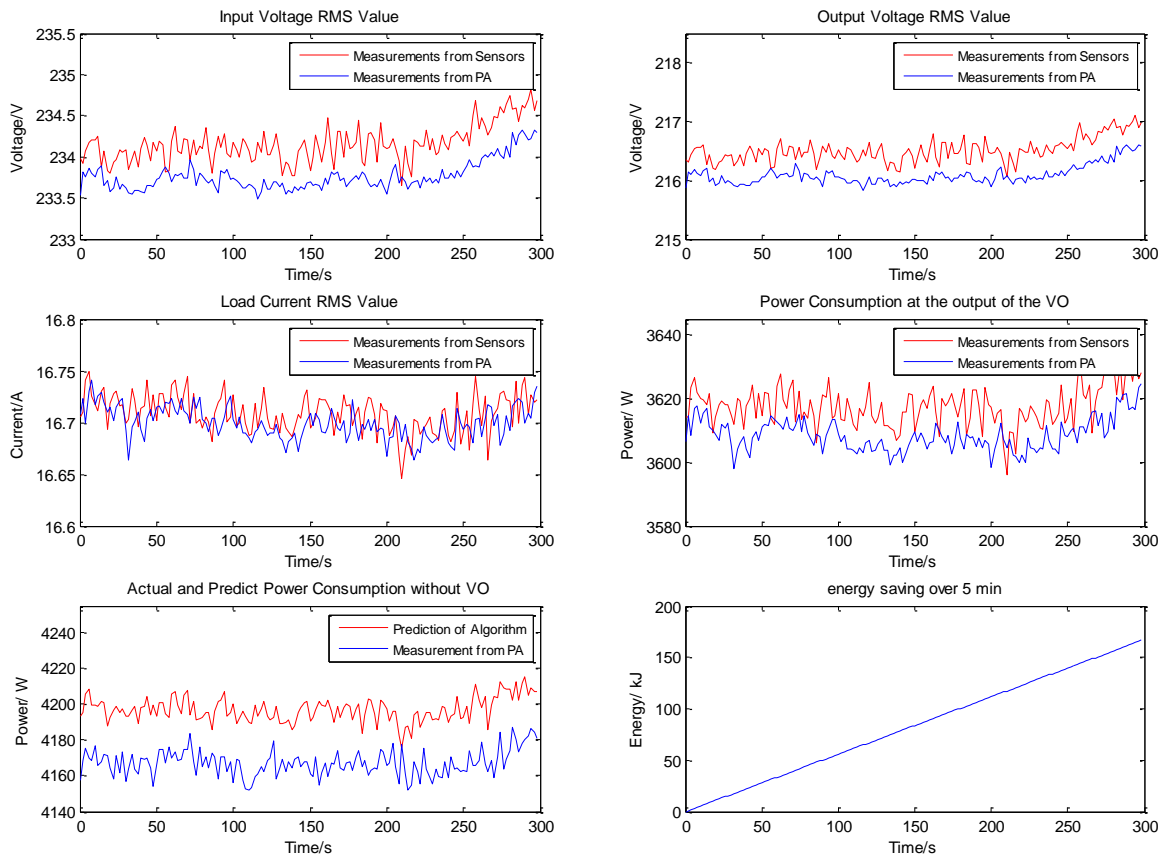 Input Voltage RMS Value
235.5
235
234.5
234
233.5
233
Voltage/V
Measurements from Sensors
Measurements from PA
0 50 100 150 200 250 300
Time/s
Output Voltage RMS Value
218
217
216
215
Voltage/V
Measurements from Sensors
Measurements from PA
0 50 100 150 200 250 300
Time/s
Load Current RMS Value
16.8
16.75
16.7
16.65
16.6
Current/A
Measurements from Sensors
Measurements from PA
0 50 100 150 200 250 300
Time/s
Power Consumption at the output of the VO
3640
3620
3600
3580
Power/ W
Measurements from Sensors
Measurements from PA
0 50 100 150 200 250 300
Time/s
Actual and Predict Power Consumption without VO
4240
4220
4200
4180
4160
4140
Power/ W
Prediction of Algorithm
Measurement from PA
0 50 100 150 200 250 300
Time/s
energy saving over 5 min
200
150
100
50
0
Energy/ kJ
0 50 100 150 200 250 300
Time/s